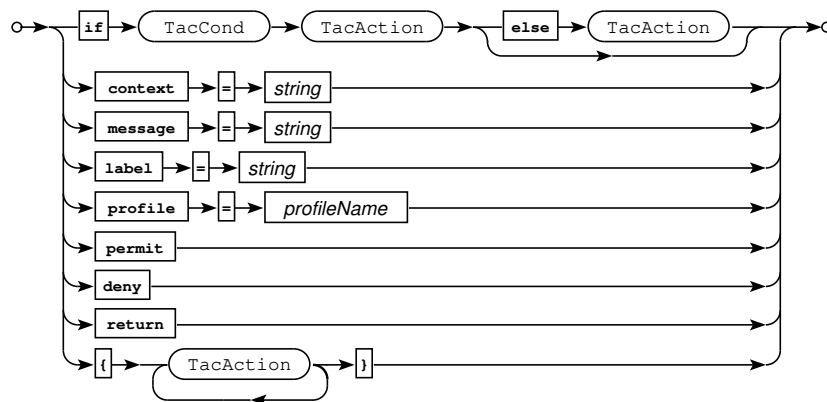 if TacCond TacAction else TacAction
context = string
message = string
label = string
profile = profileName
permit
deny
return
{ TacAction }